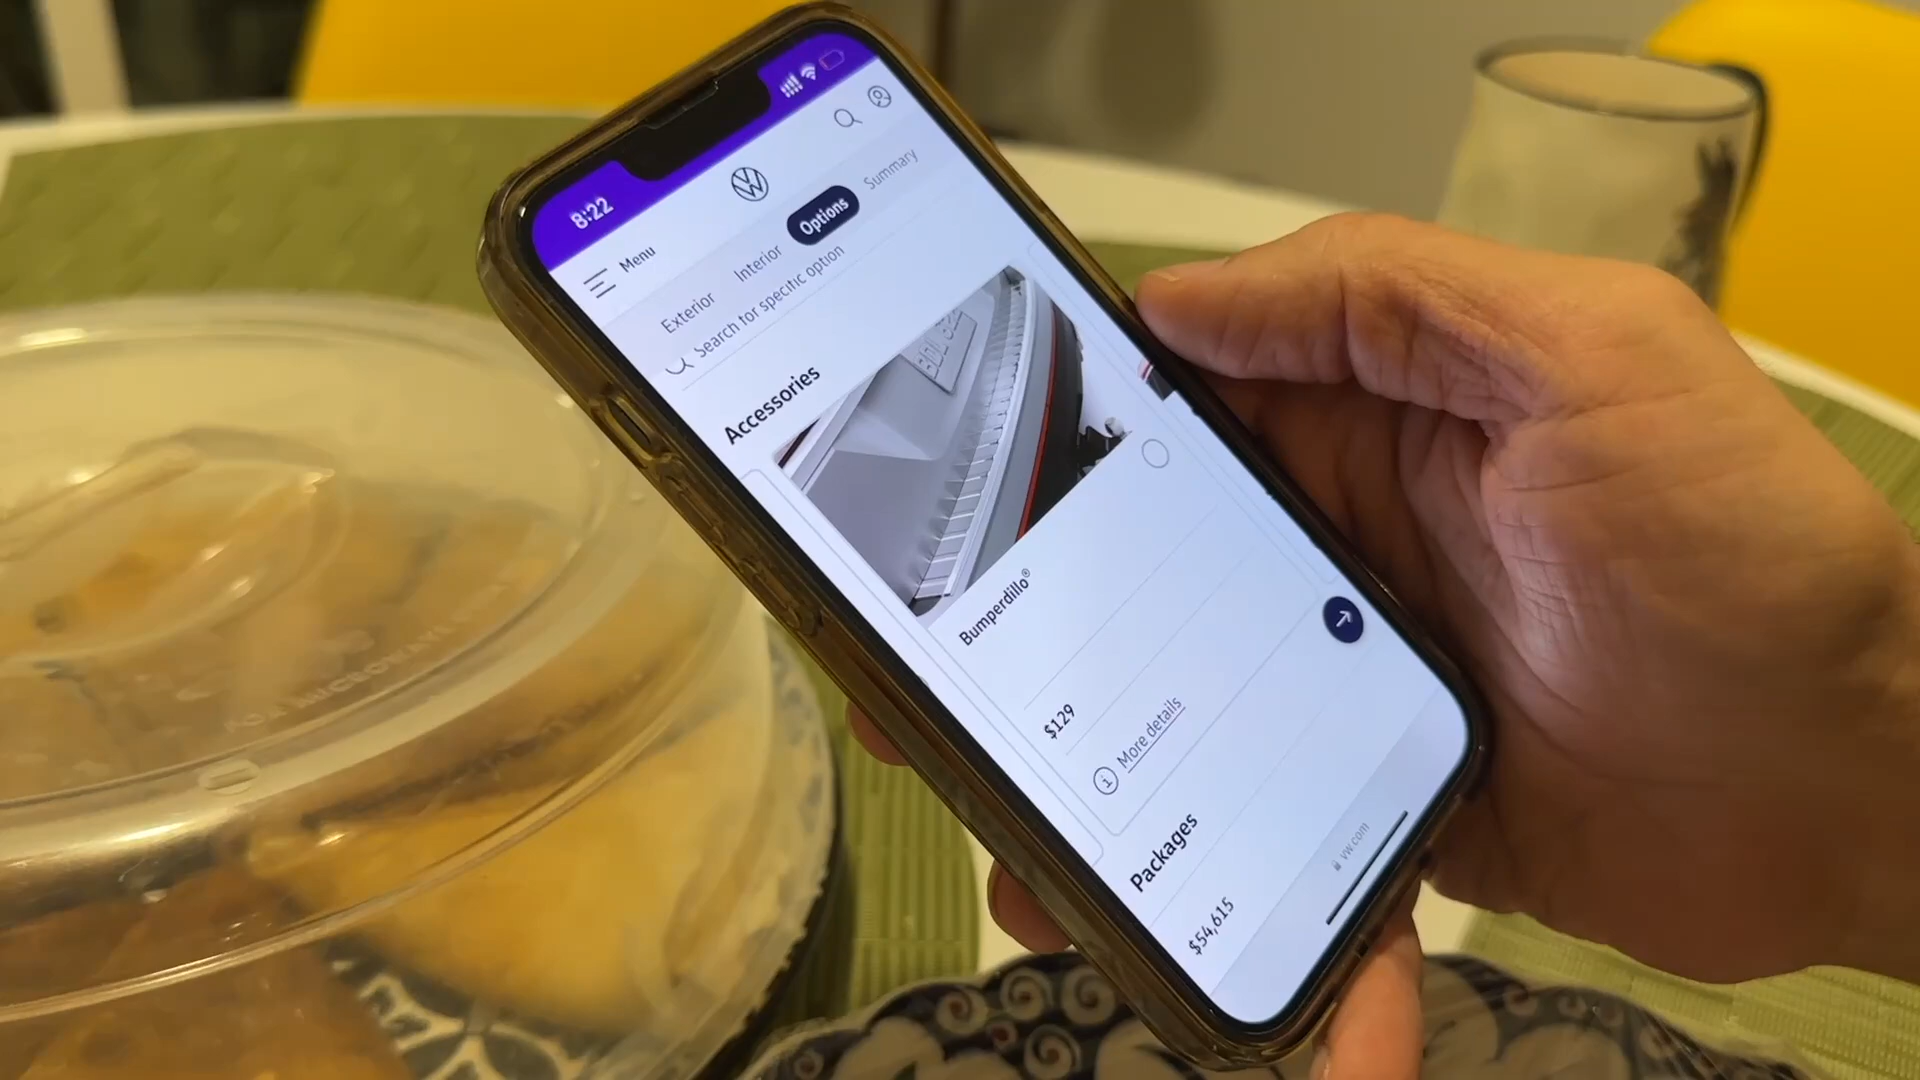 8:22
Menu
Exterior
Interior
Options
Summary
Search for specific option
Accessories
Bumperdillo®
$129
More details
Packages
$54,615
vw.com